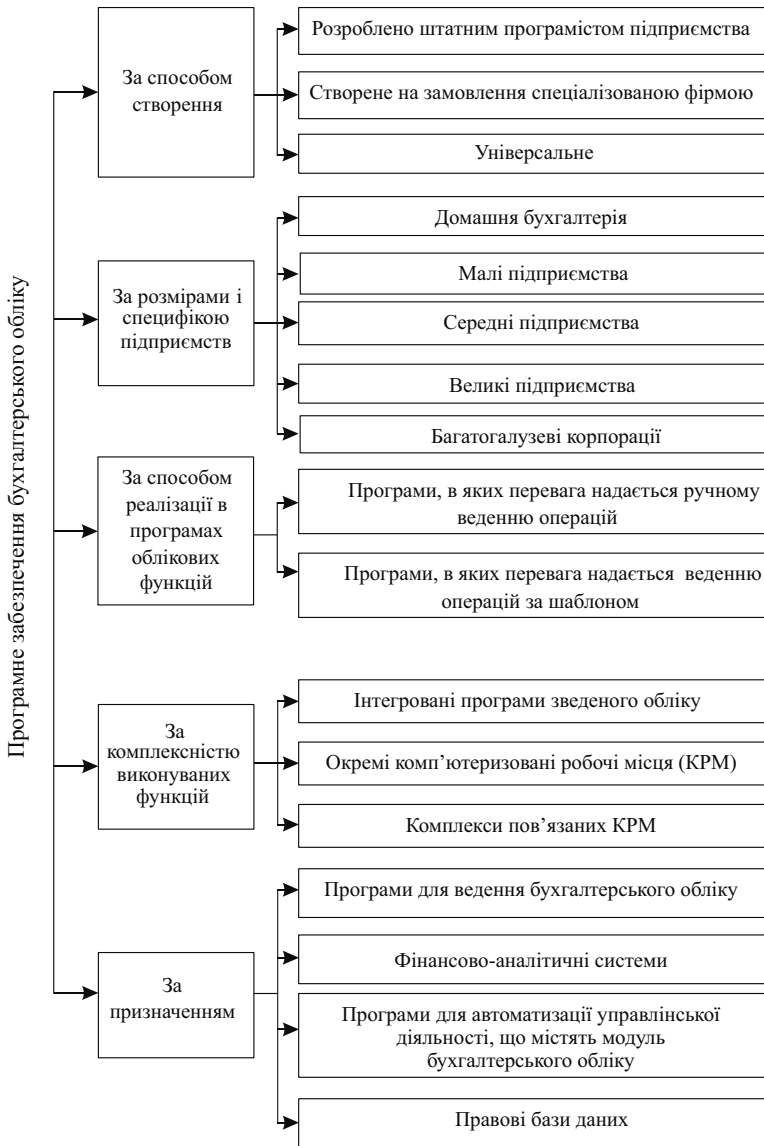 Програмне забезпечення бухгалтерського обліку
За способом
створення
Розроблено штатним програмістом підприємства
Створене на замовлення спеціалізованою фірмою
Універсальне
За розмірами і
специфікою
підприємств
Домашня бухгалтерія
Малі підприємства
Середні підприємства
Великі підприємства
Багатогалузеві корпорації
За способом
реалізації в
програмах
облікових
функцій
Програми, в яких перевага надається ручному
веденню операцій
Програми, в яких перевага надається веденню
операцій за шаблоном
За
комплексністю
виконуваних
функцій
Інтегровані програми зведеного обліку
Окремі комп’ютеризовані робочі місця (КРМ)
Комплекси пов’язаних КРМ
За
призначенням
Програми для ведення бухгалтерського обліку
Фінансово-аналітичні системи
Програми для автоматизації управлінської
діяльності, що містять модуль
бухгалтерського обліку
Правові бази даних